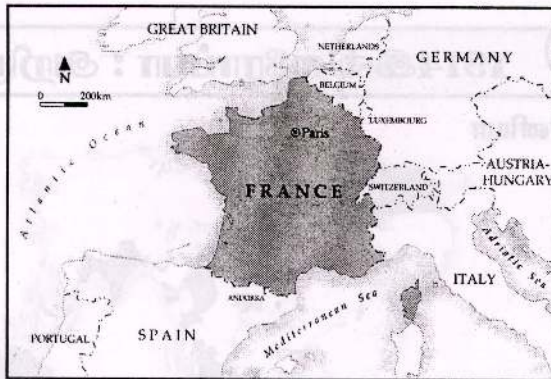 GREAT BRITAIN
NETHERLANDS
GERMANY
N
0 200km
BELGIUM
LUXEMBOURG
Paris
Atlantic Ocean
FRANCE
SWITZERLAND
AUSTRIA-
HUNGARY
Adriatic Sea
ITALY
ANDORRA
Mediterranean Sea
PORTUGAL
SPAIN